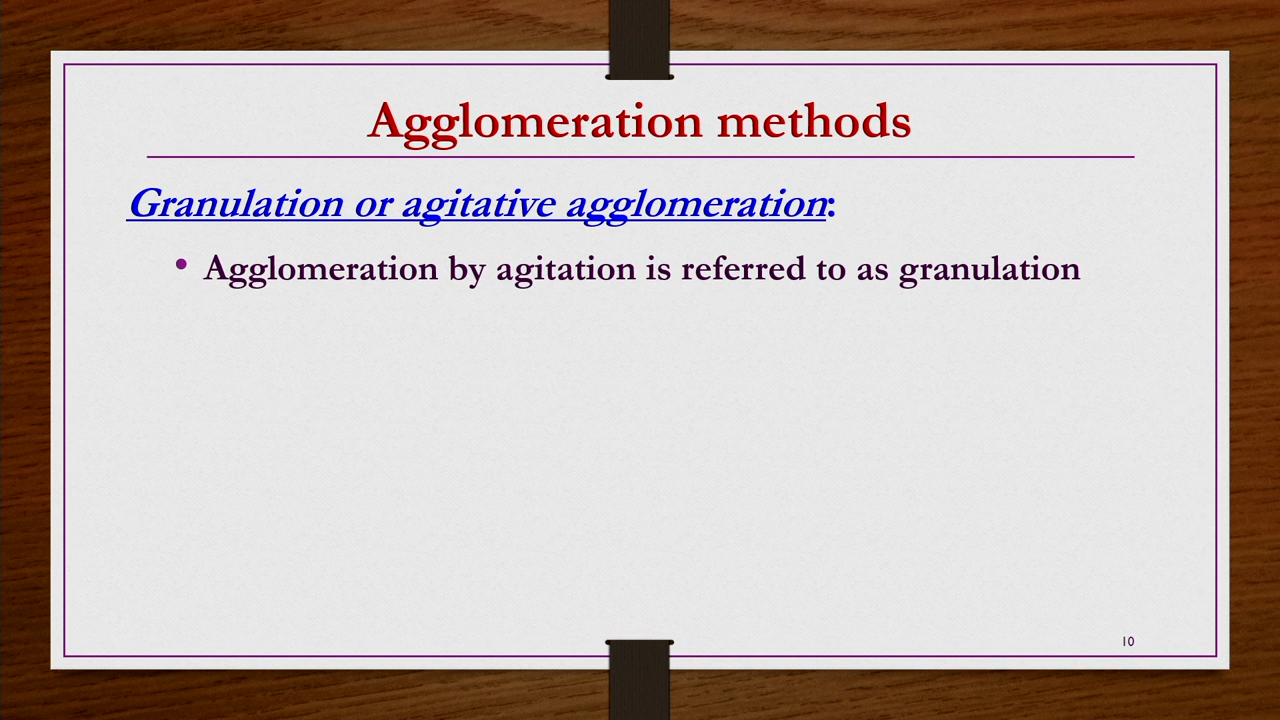 Agglomeration methods
Granulation or agitative agglomeration:
• Agglomeration by agitation is referred to as granulation
10